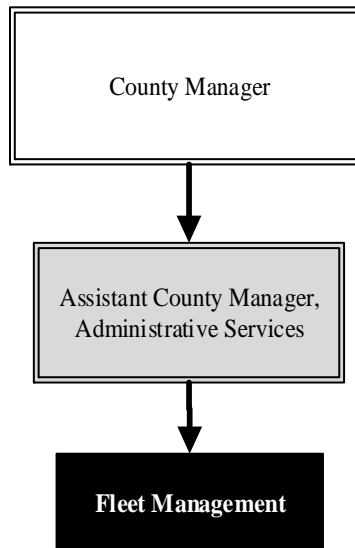 County Manager
Assistant County Manager,
Administrative Services
Fleet Management